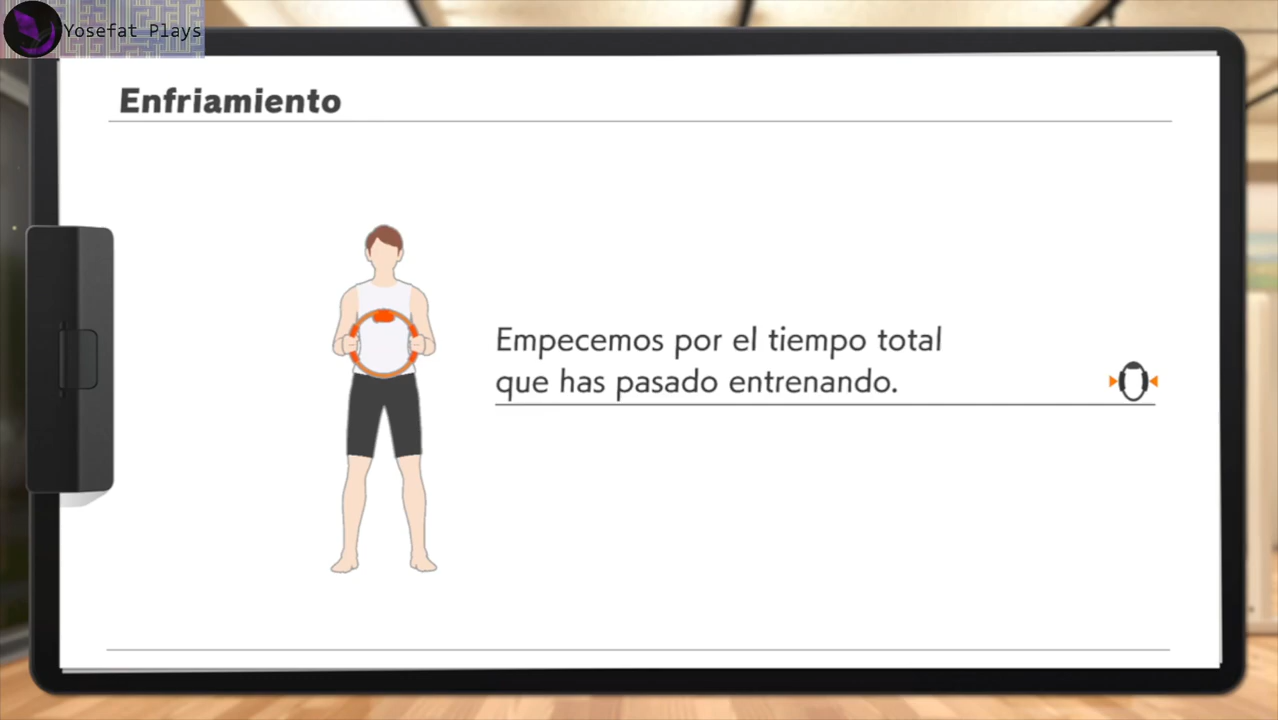 Yosefat Plays
Enfriamiento
Empecemos por el tiempo total
que has pasado entrenando.